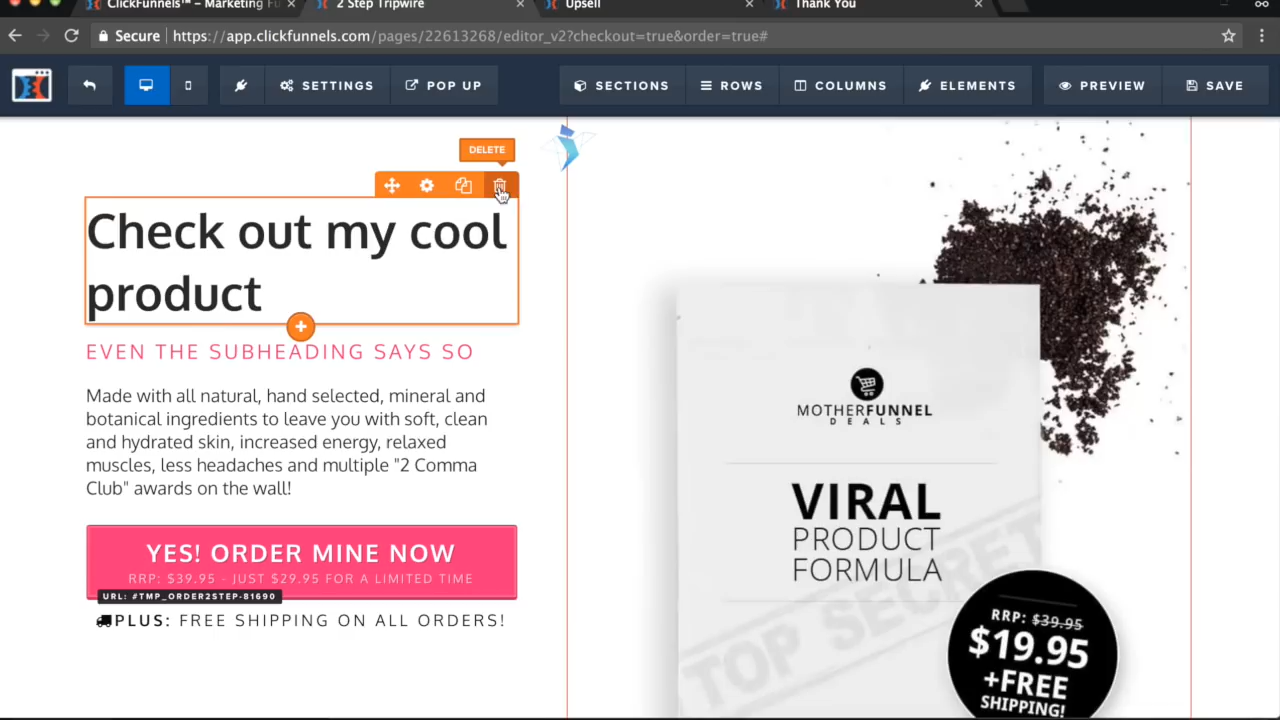 ClickFunnels™ - Marketing Fu
2 Step Tripwire
Upsell
Thank You
Secure
https://app.clickfunnels.com/pages/22613268/editor_v2?checkout=true&order=true#
SETTINGS
POP UP
SECTIONS
ROWS
COLUMNS
ELEMENTS
PREVIEW
SAVE
DELETE
Check out my cool
product
EVEN THE SUBHEADING SAYS SO
Made with all natural, hand selected, mineral and
botanical ingredients to leave you with soft, clean
and hydrated skin, increased energy, relaxed
muscles, less headaches and multiple "2 Comma
Club" awards on the wall!
YES! ORDER MINE NOW
RRP: $39.95 - JUST $29.95 FOR A LIMITED TIME
URL: #TMP_ORDER2STEP-81690
PLUS: FREE SHIPPING ON ALL ORDERS!
MOTHERFUNNEL
DEALS
VIRAL
PRODUCT
FORMULA
TOP SECRET
RRP: $39.95
$19.95
+FREE
SHIPPING!